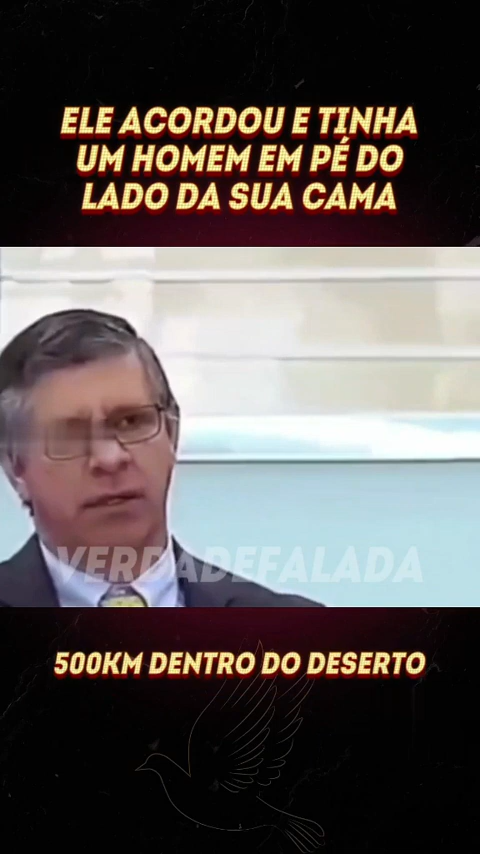 ELE ACORDOU E TINHA
UM HOMEM EM PÉ DO
LADO DA SUA CAMA
VERDADEFALADA
500KM DENTRO DO DESERTO